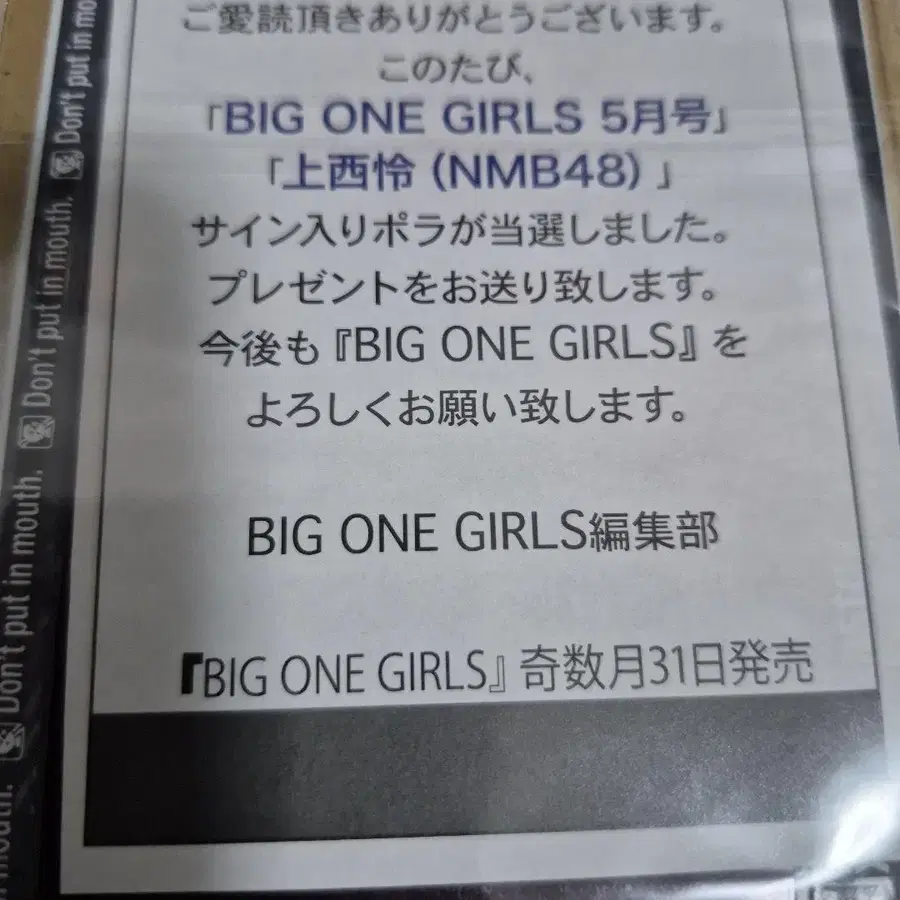 ご愛読頂きありがとうございます。
このたび、
「BIG ONE GIRLS 5月号」
「上西怜 (NMB48) 」
サイン入りポラが当選しました。
プレゼントをお送り致します。
今後も『BIG ONE GIRLS』を
よろしくお願い致します。
BIG ONE GIRLS編集部
『BIG ONE GIRLS』奇数月31日発売
Don't put in mo
Don't put in mouth.
Don't put in mouth.
mouth.